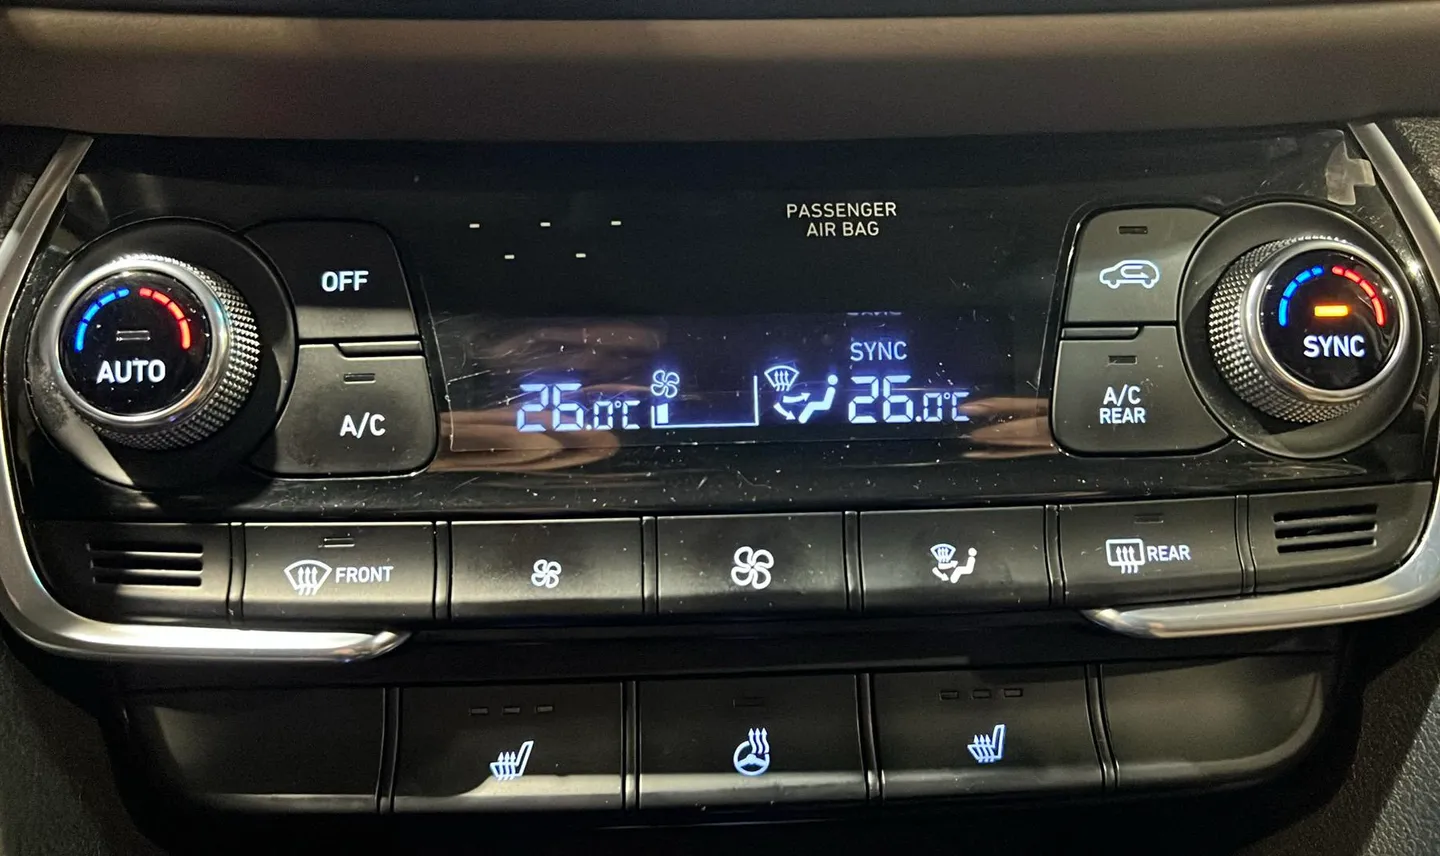 PASSENGER
AIR BAG
OFF
AUTO
A/C
SYNC
26.0°C
26.0°C
A/C
REAR
SYNC
FRONT
REAR